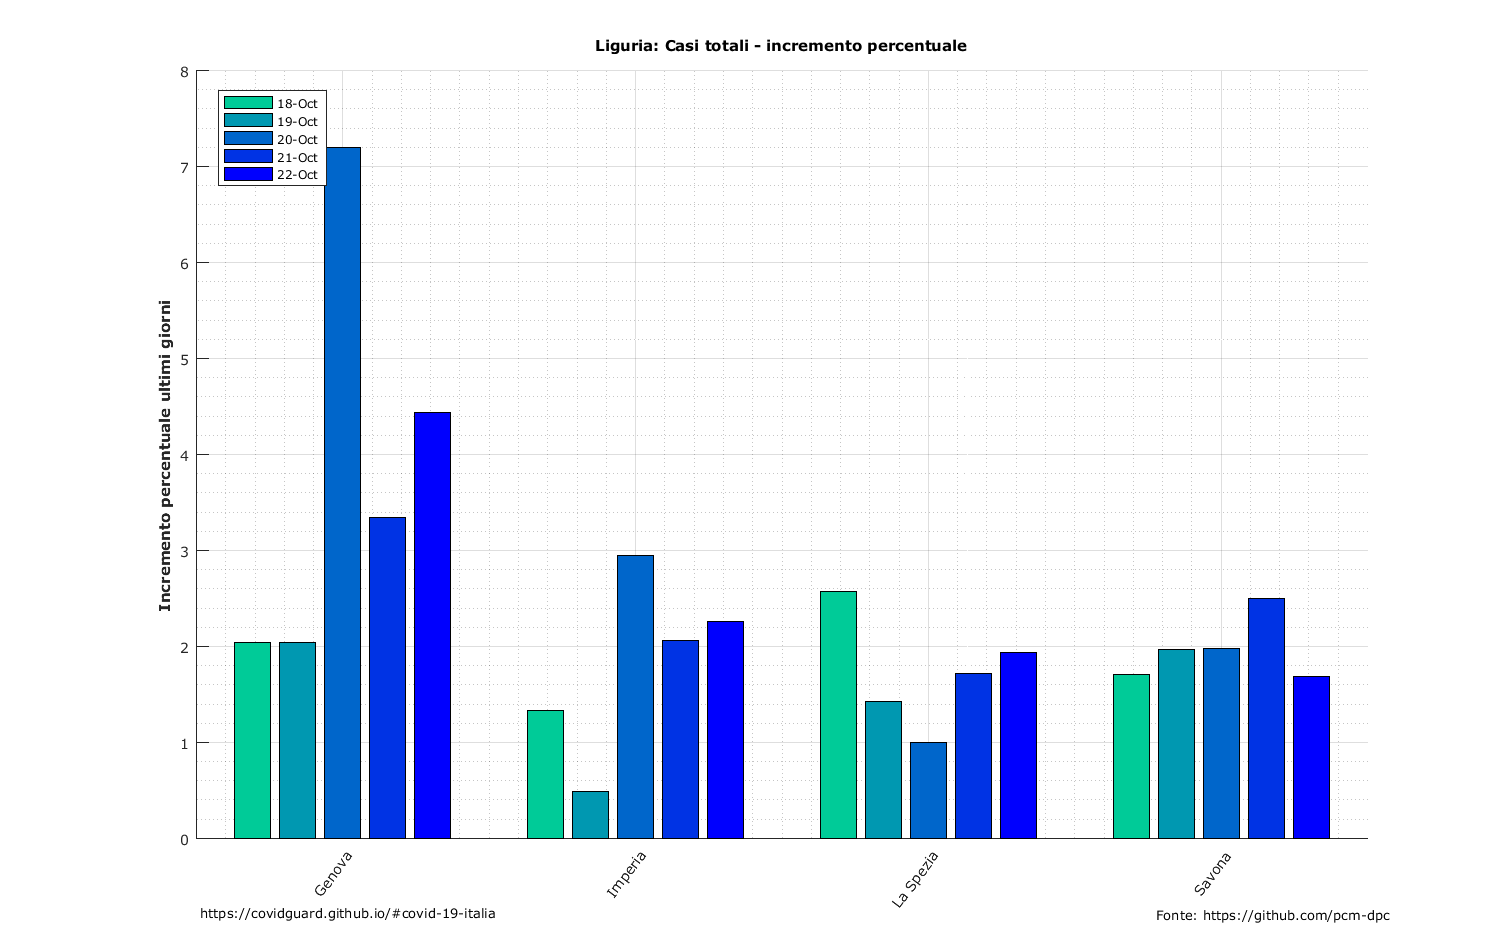 Liguria: Casi totali - incremento percentuale
Incremento percentuale ultimi giorni
8
7
6
5
4
3
2
1
0
18-Oct
19-Oct
20-Oct
21-Oct
22-Oct
Genova
Imperia
La Spezia
Savona
https://covidguard.github.io/#covid-19-italia
Fonte: https://github.com/pcm-dpc